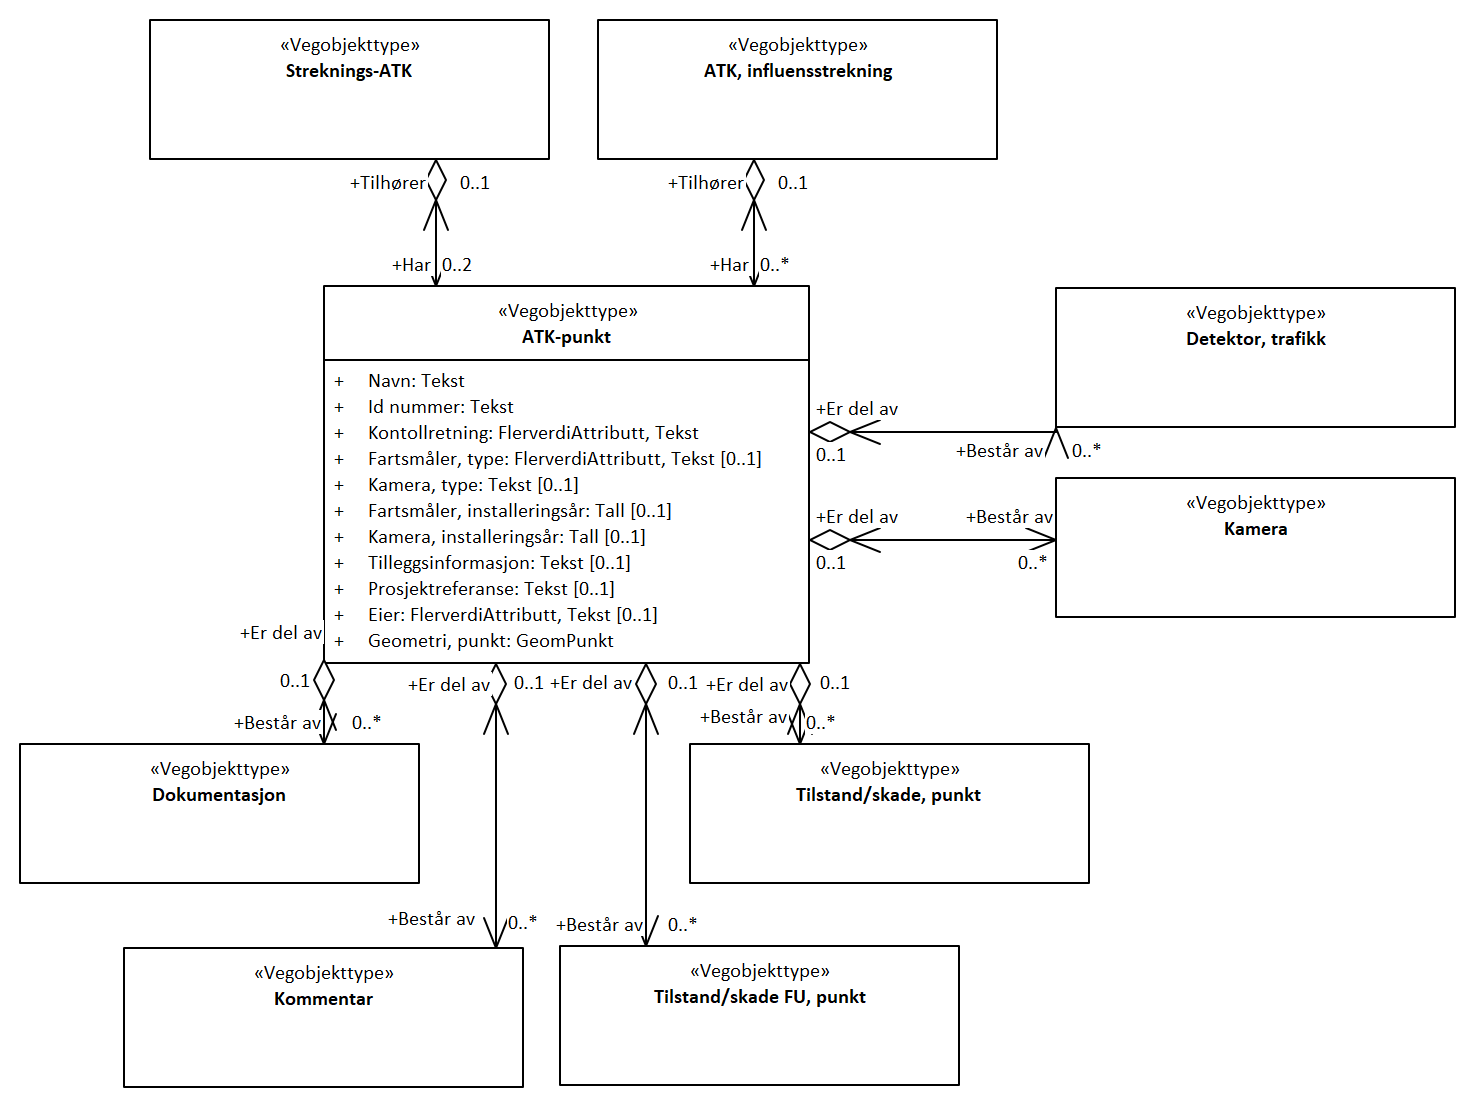 «Vegobjekttype»
Streknings-ATK
«Vegobjekttype»
ATK, influensstrekning
+Tilhører
0..1
+Tilhører
0..1
+Har
0..2
+Har
0..*
«Vegobjekttype»
ATK-punkt
+ Navn: Tekst
+ Id nummer: Tekst
+ Kontollretning: FlerverdiAttributt, Tekst
+ Fartsmåler, type: FlerverdiAttributt, Tekst [0..1]
+ Kamera, type: Tekst [0..1]
+ Fartsmåler, installeringsår: Tall [0..1]
+ Kamera, installeringsår: Tall [0..1]
+ Tilleggsinformasjon: Tekst [0..1]
+ Prosjektreferanse: Tekst [0..1]
+ Eier: FlerverdiAttributt, Tekst [0..1]
+ Geometri, punkt: GeomPunkt
«Vegobjekttype»
Detektor, trafikk
+Er del av
0..1
+Består av
0..*
«Vegobjekttype»
Kamera
+Er del av
0..1
+Består av
0..*
+Er del av
0..1
+Består av
0..*
+Er del av
0..1
+Er del av
0..1
+Er del av
0..1
+Består av
0..*
«Vegobjekttype»
Dokumentasjon
«Vegobjekttype»
Tilstand/skade, punkt
+Består av
0..*
+Består av
0..*
«Vegobjekttype»
Kommentar
«Vegobjekttype»
Tilstand/skade FU, punkt